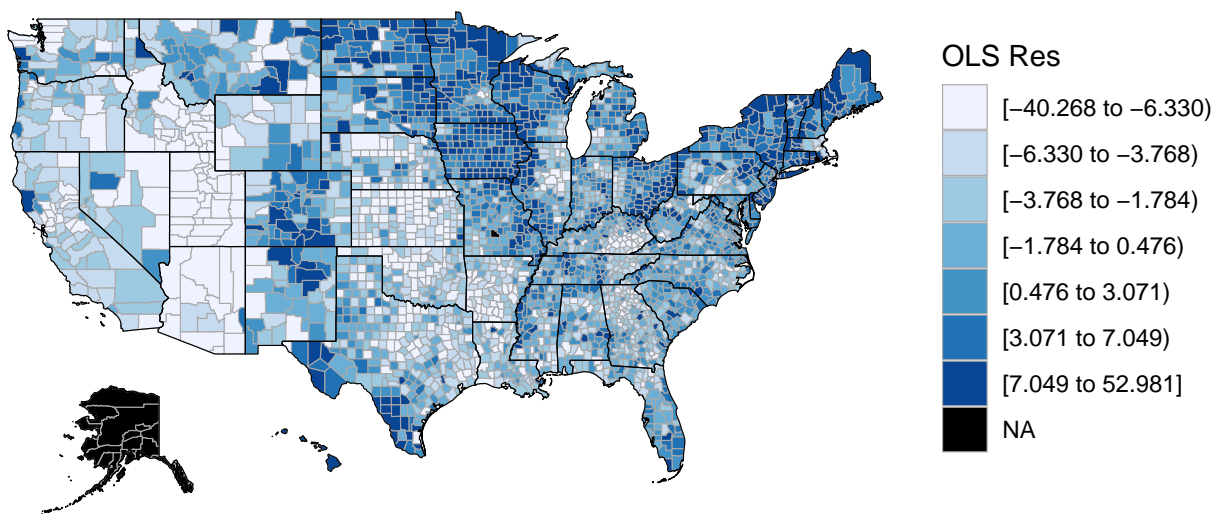 OLS Res
[−40.268 to −6.330)
[−6.330 to −3.768)
[−3.768 to −1.784)
[−1.784 to 0.476)
[0.476 to 3.071)
[3.071 to 7.049)
[7.049 to 52.981]
NA